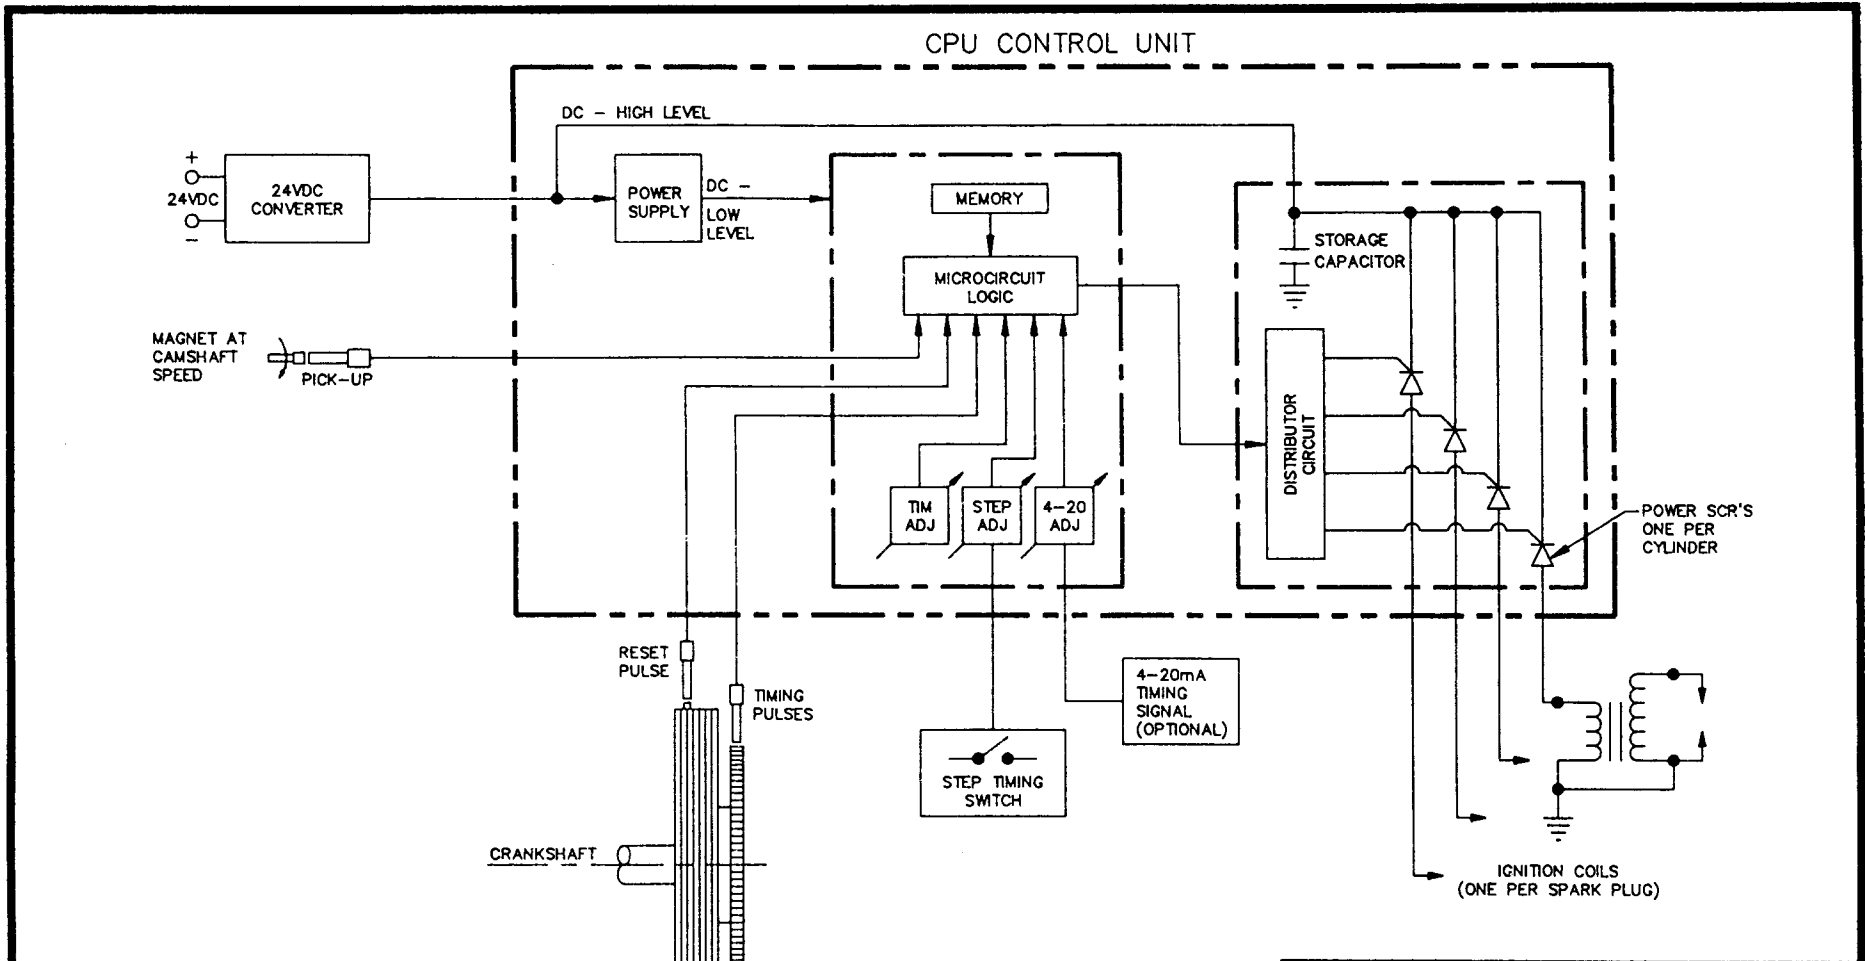 CPU CONTROL UNIT
DC - HIGH LEVEL
+
24VDC
-
24VDC
CONVERTER
POWER
SUPPLY
DC -
LOW
LEVEL
MEMORY
MICROCIRCUIT
LOGIC
STORAGE
CAPACITOR
MAGNET AT
CAMSHAFT
SPEED
PICK-UP
DISTRIBUTOR
CIRCUIT
TIM
ADJ
STEP
ADJ
4-20
ADJ
POWER SCR'S
ONE PER
CYLINDER
RESET
PULSE
TIMING
PULSES
4-20mA
TIMING
SIGNAL
(OPTIONAL)
STEP TIMING
SWITCH
CRANKSHAFT
IGNITION COILS
(ONE PER SPARK PLUG)